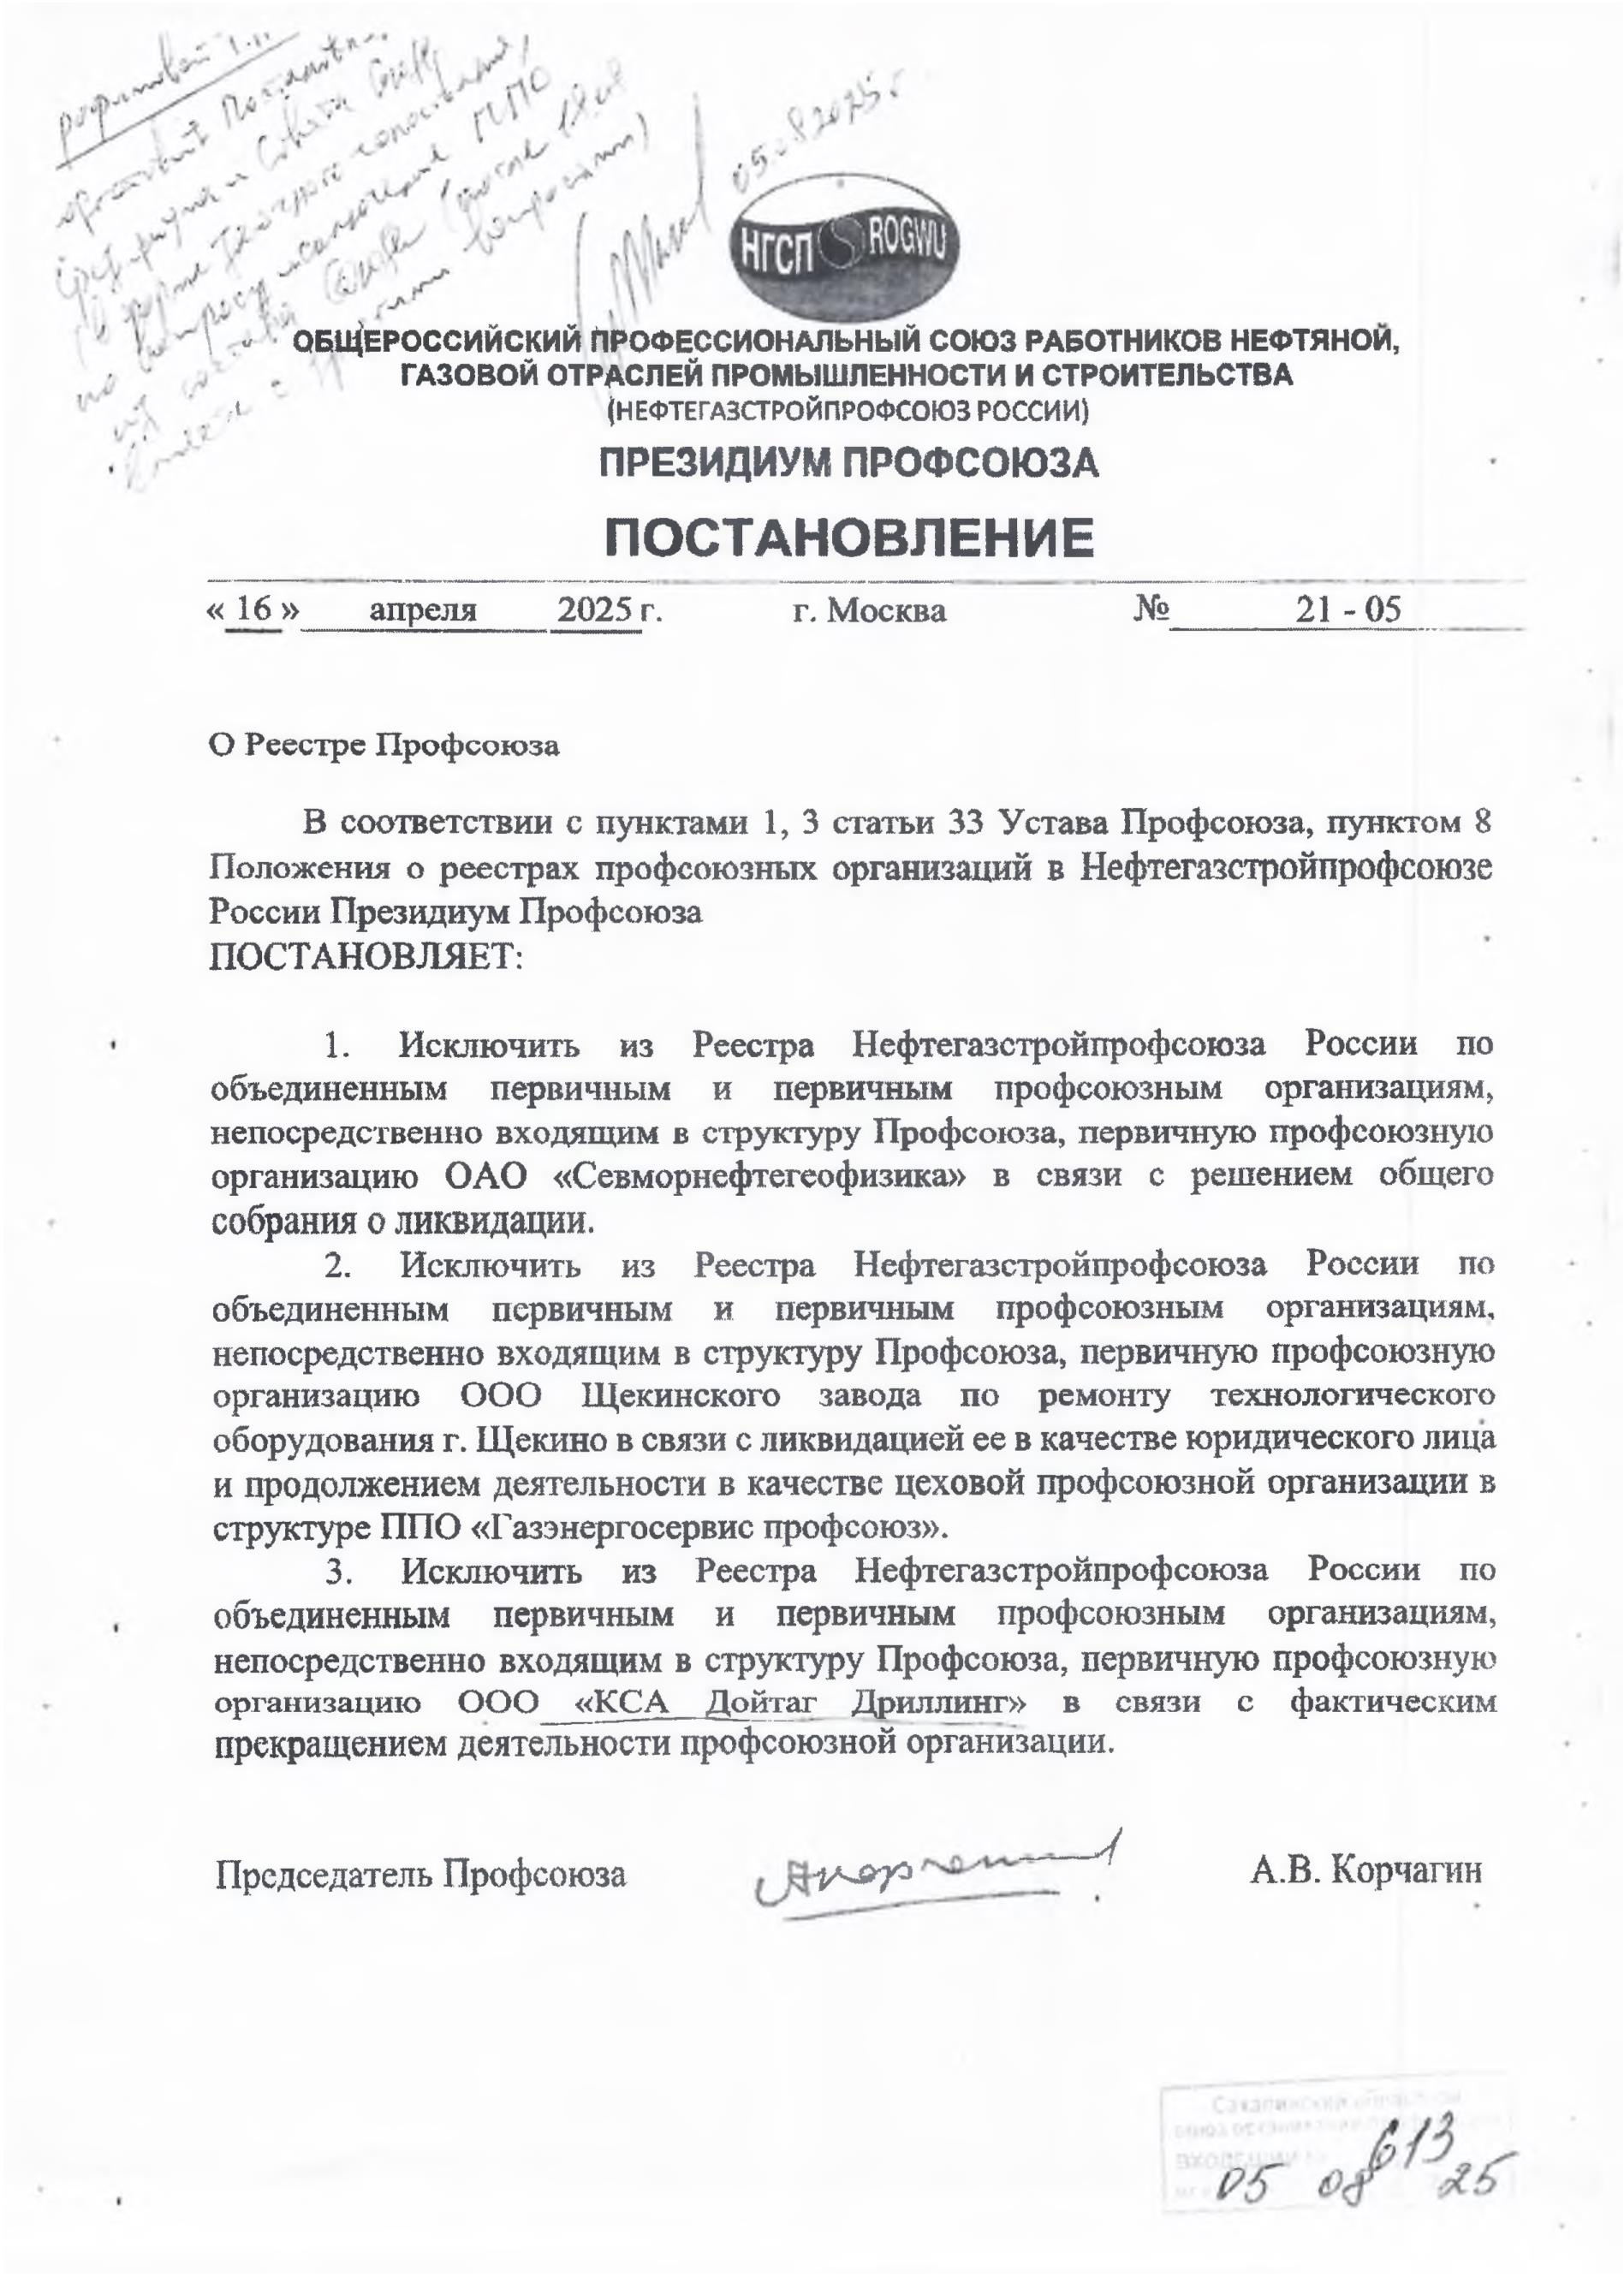 05.08.2025 г
НГСП ROGWU
ОБЩЕРОССИЙСКИЙ ПРОФЕССИОНАЛЬНЫЙ СОЮЗ РАБОТНИКОВ НЕФТЯНОЙ,
ГАЗОВОЙ ОТРАСЛЕЙ ПРОМЫШЛЕННОСТИ И СТРОИТЕЛЬСТВА
(НЕФТЕГАЗСТРОЙПРОФСОЮЗ РОССИИ)
ПРЕЗИДИУМ ПРОФСОЮЗА
ПОСТАНОВЛЕНИЕ
« 16 » апреля 2025 г. г. Москва № 21 - 05
О Реестре Профсоюза
В соответствии с пунктами 1, 3 статьи 33 Устава Профсоюза, пунктом 8
Положения о реестрах профсоюзных организаций в Нефтегазстройпрофсоюзе
России Президиум Профсоюза
ПОСТАНОВЛЯЕТ:
1. Исключить из Реестра Нефтегазстройпрофсоюза России по
объединенным первичным и первичным профсоюзным организациям,
непосредственно входящим в структуру Профсоюза, первичную профсоюзную
организацию ОАО «Севморнефтегеофизика» в связи с решением общего
собрания о ликвидации.
2. Исключить из Реестра Нефтегазстройпрофсоюза России по
объединенным первичным и первичным профсоюзным организациям,
непосредственно входящим в структуру Профсоюза, первичную профсоюзную
организацию ООО Щекинского завода по ремонту технологического
оборудования г. Щекино в связи с ликвидацией ее в качестве юридического лица
и продолжением деятельности в качестве цеховой профсоюзной организации в
структуре ППО «Газэнергосервис профсоюз».
3. Исключить из Реестра Нефтегазстройпрофсоюза России по
объединенным первичным и первичным профсоюзным организациям,
непосредственно входящим в структуру Профсоюза, первичную профсоюзную
организацию ООО «КСА Дойтаг Дриллинг» в связи с фактическим
прекращением деятельности профсоюзной организации.
Председатель Профсоюза А.В. Корчагин
613
05 08 25